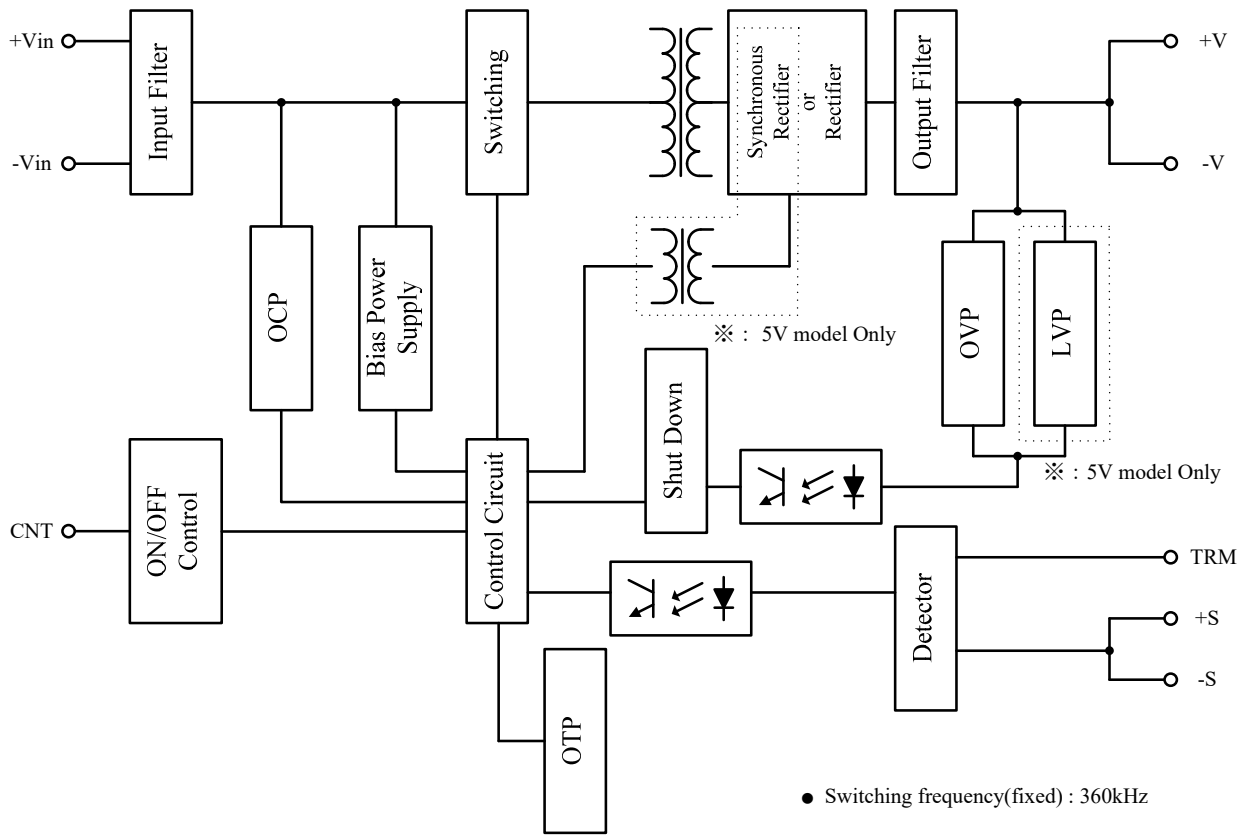 +Vin
-Vin
Input Filter
Switching
Synchronous
Rectifier
or
Rectifier
Output Filter
+V
-V
OCP
Bias Power
Supply
※ : 5V model Only
OVP
LVP
※ : 5V model Only
Shut Down
CNT
ON/OFF
Control
Control Circuit
Detector
TRM
+S
-S
OTP
● Switching frequency(fixed) : 360kHz